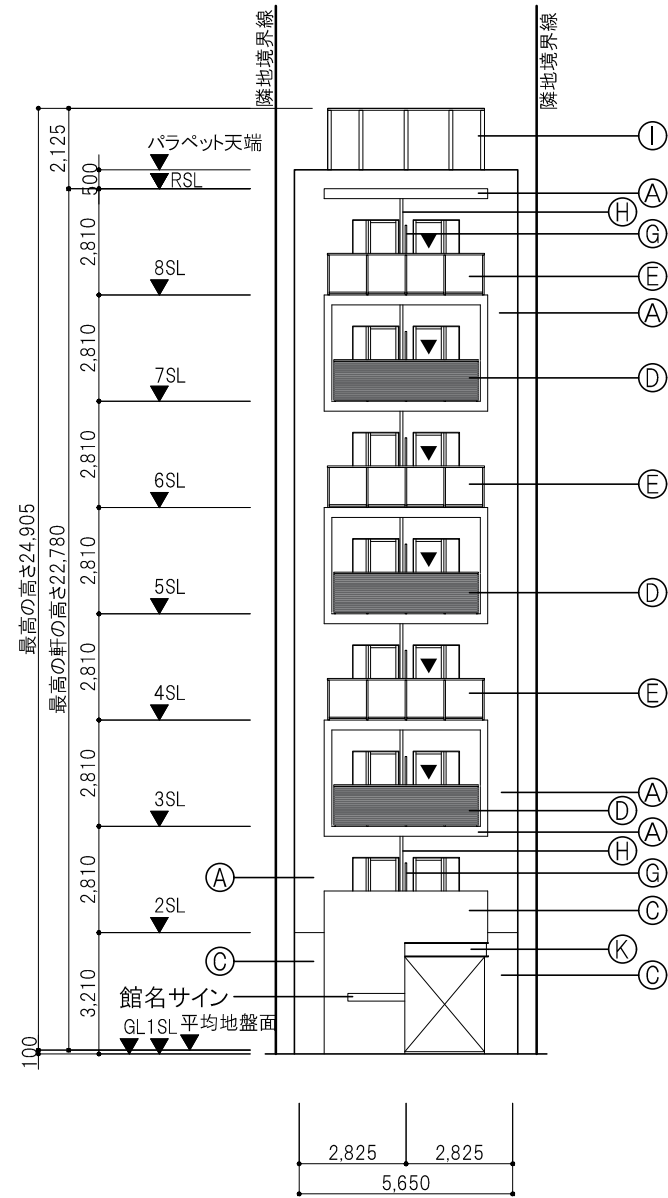 隣地境界線
隣地境界線
2,125
パラペット天端
500
RSL
2,810
8SL
2,810
7SL
2,810
6SL
2,810
5SL
2,810
4SL
2,810
3SL
2,810
2SL
3,210
GL
1SL
平均地盤面
100
最高の高さ24,905
最高の軒の高さ22,780
館名サイン
A
C
I
A
H
G
E
A
D
E
D
E
A
D
A
H
G
C
K
C
2,825
2,825
5,650